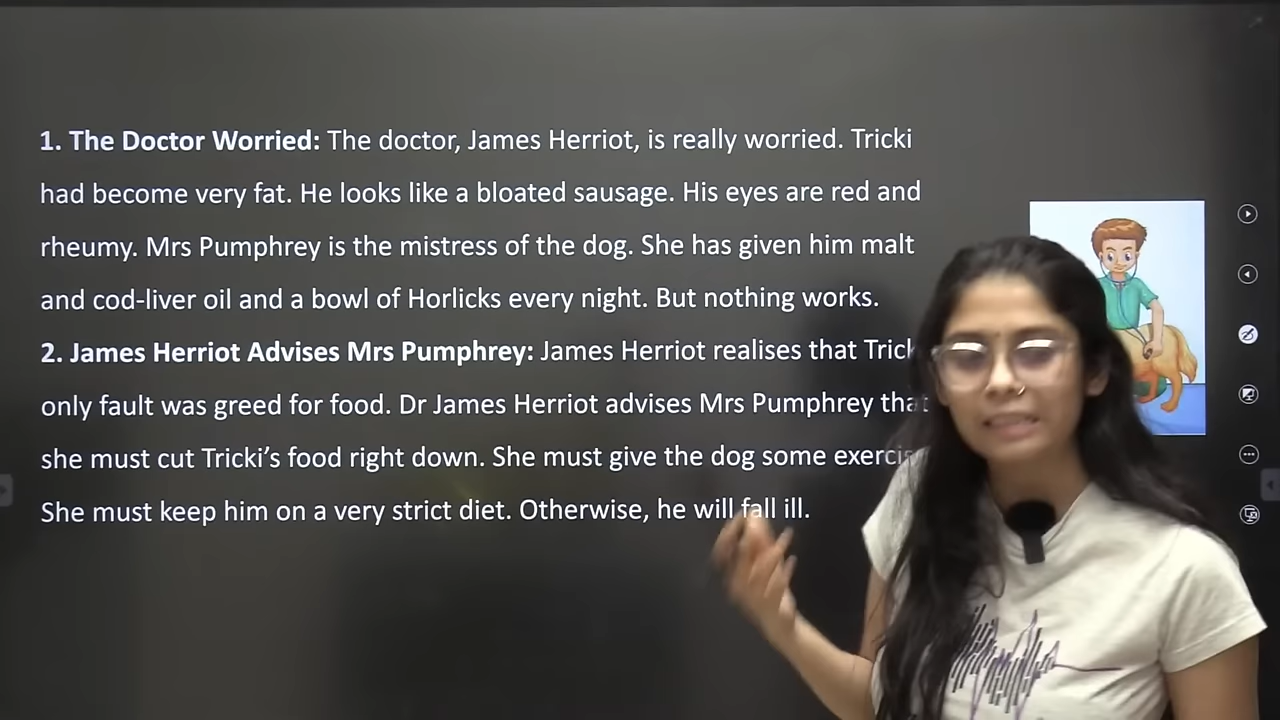 1. The Doctor Worried: The doctor, James Herriot, is really worried. Tricki
had become very fat. He looks like a bloated sausage. His eyes are red and
rheumy. Mrs Pumphrey is the mistress of the dog. She has given him malt
and cod-liver oil and a bowl of Horlicks every night. But nothing works.
2. James Herriot Advises Mrs Pumphrey: James Herriot realises that
only fault was greed for food. Dr James Herriot advises Mrs Pumphrey that
she must cut Tricki's food right down. She must give the dog some
She must keep him on a very strict diet. Otherwise, he will fall ill.